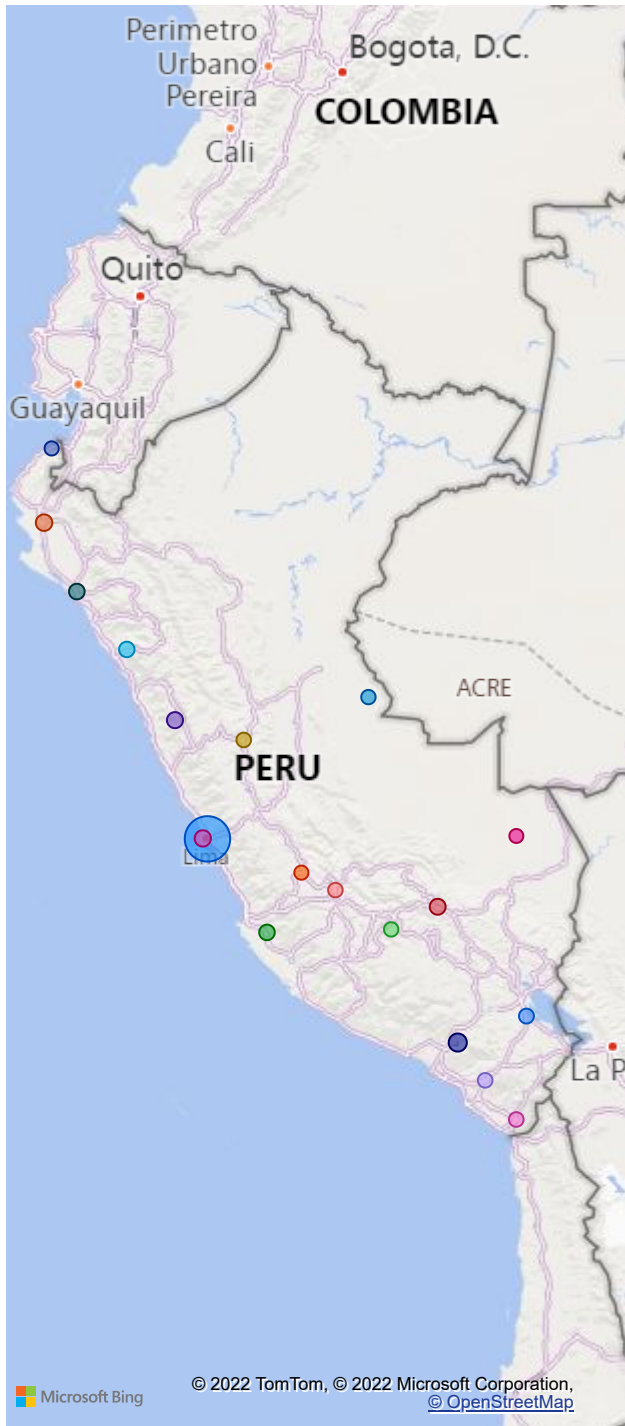 Perimetro
Urbano
Pereira
Bogota, D.C.
COLOMBIA
Cali
Quito
Guayaquil
ACRE
PERU
Lima
La P
© 2022 TomTom, © 2022 Microsoft Corporation,
Microsoft Bing
© OpenStreetMap